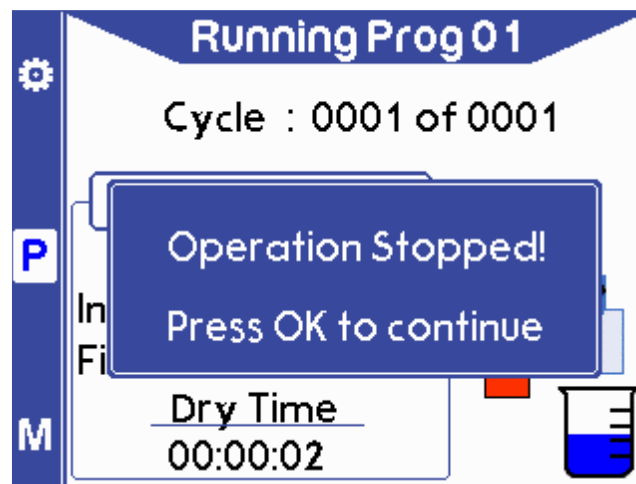 Running Prog 01
Cycle : 0001 of 0001
Operation Stopped!
P
Press OK to continue
Dry Time
M
00:00:02